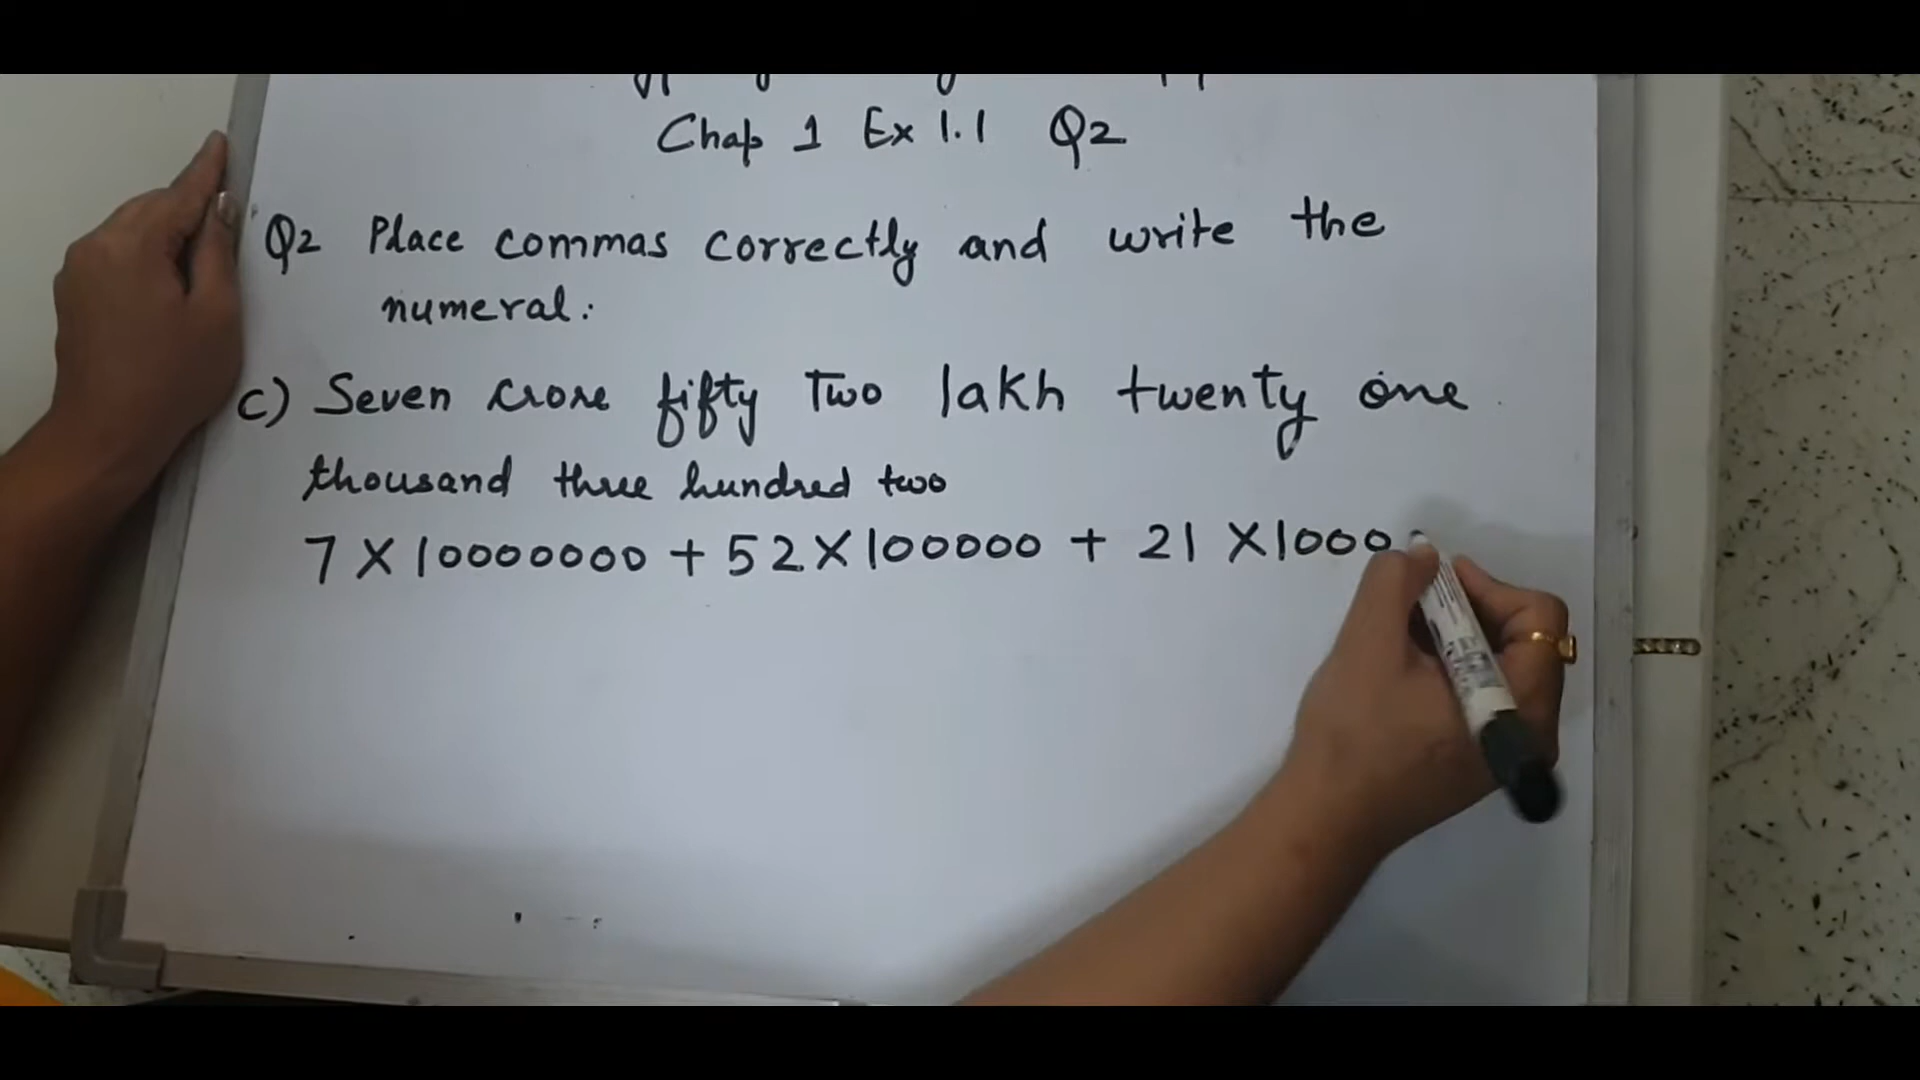 Chap 1 Ex 1.1 Q2
Q2 Place commas correctly and write the
numeral:
c) Seven crore fifty Two lakh twenty one
thousand three hundred two
7 X 10000000 + 52 X 100000 + 21 X 1000